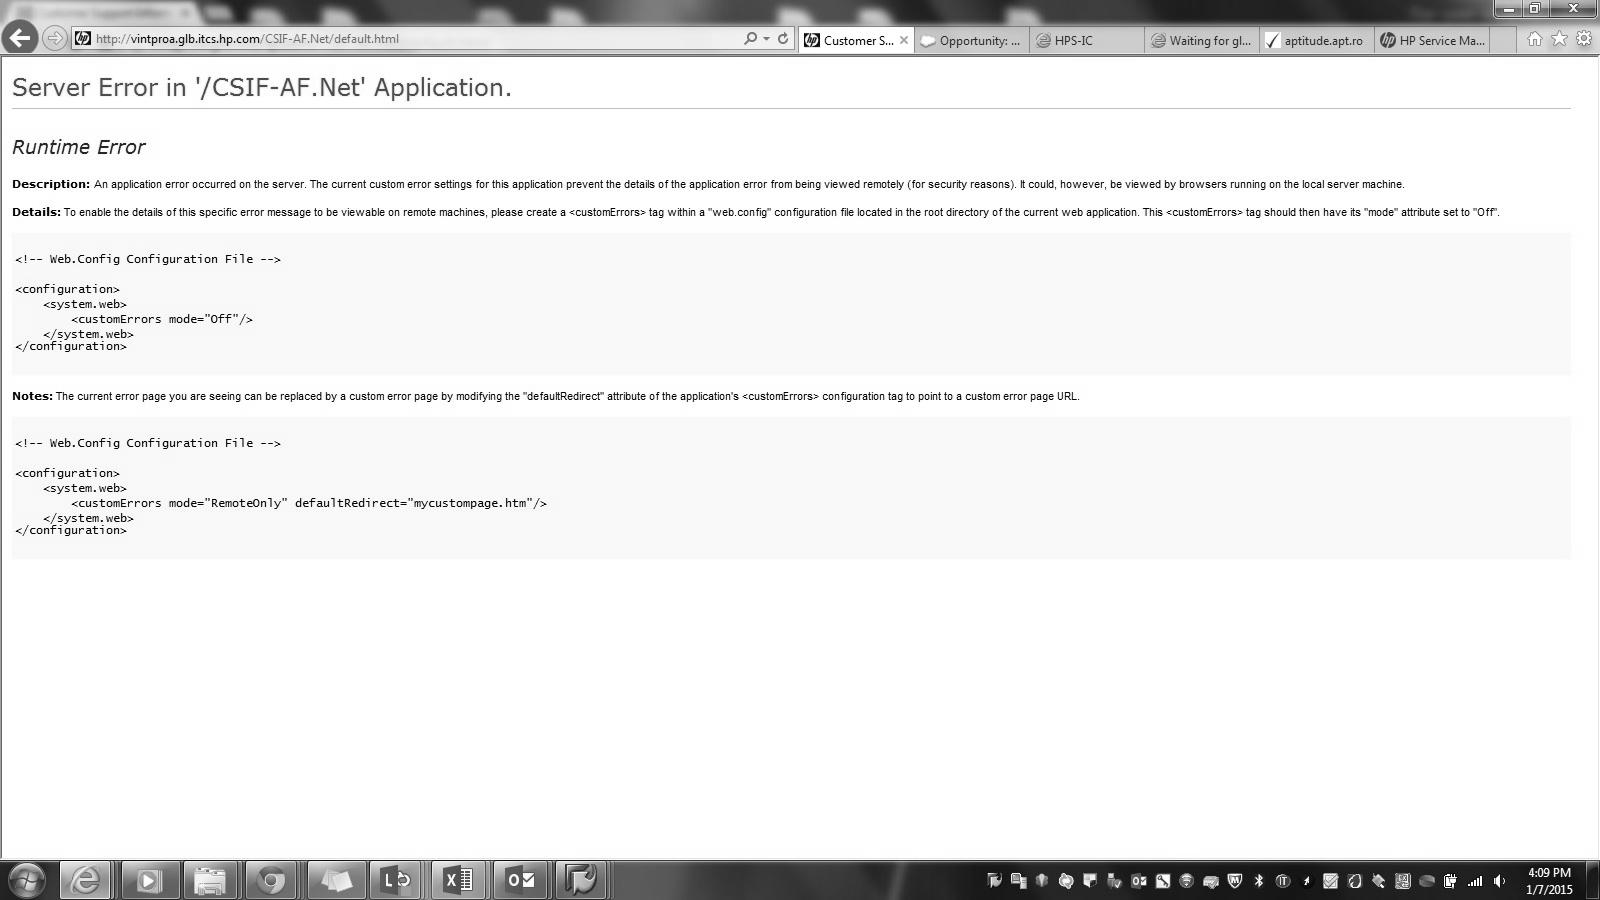 http://vintproa.glb.itcs.hp.com/CSIF-AF.Net/default.html
Customer S...
Opportunity: ...
HPS-IC
Waiting for gl...
aptitude.apt.ro
HP Service Ma...
Server Error in '/CSIF-AF.Net' Application.
Runtime Error
Description: An application error occurred on the server. The current custom error settings for this application prevent the details of the application error from being viewed remotely (for security reasons). It could, however, be viewed by browsers running on the local server machine.
Details: To enable the details of this specific error message to be viewable on remote machines, please create a <customErrors> tag within a "web.config" configuration file located in the root directory of the current web application. This <customErrors> tag should then have its "mode" attribute set to "Off".
<!-- Web.Config Configuration File -->
<configuration>
    <system.web>
        <customErrors mode="Off"/>
    </system.web>
</configuration>
Notes: The current error page you are seeing can be replaced by a custom error page by modifying the "defaultRedirect" attribute of the application's <customErrors> configuration tag to point to a custom error page URL.
<!-- Web.Config Configuration File -->
<configuration>
    <system.web>
        <customErrors mode="RemoteOnly" defaultRedirect="mycustompage.htm"/>
    </system.web>
</configuration>
4:09 PM
1/7/2015